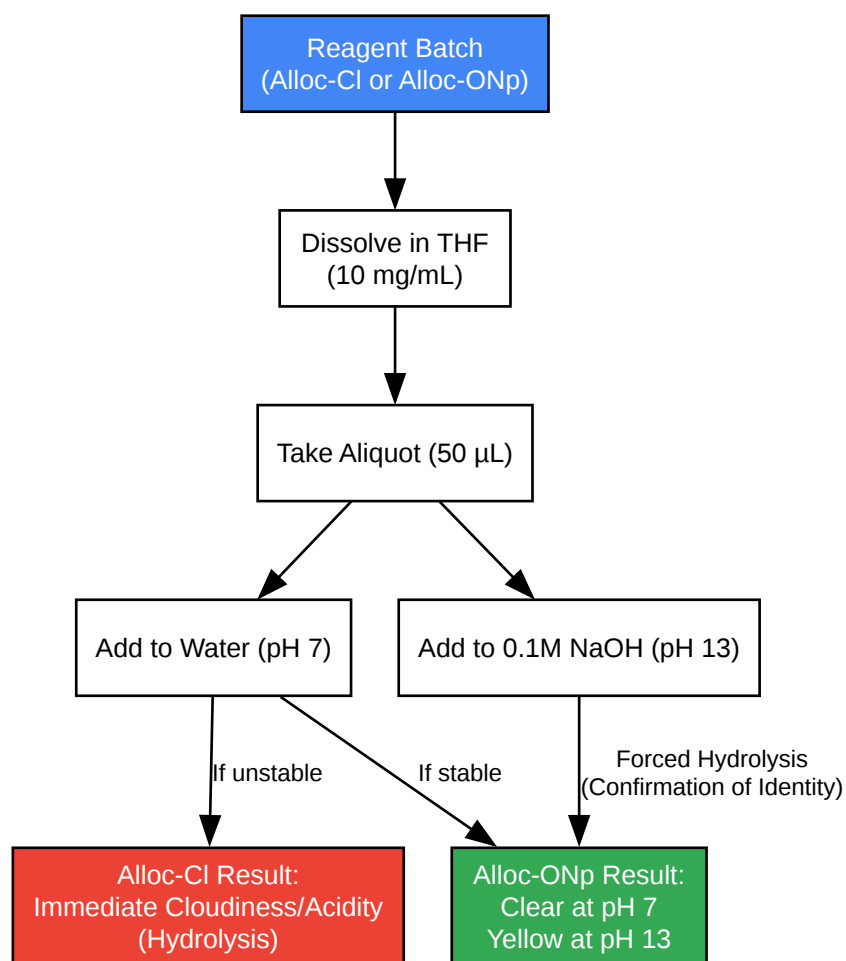 Reagent Batch
(Alloc-Cl or Alloc-ONp)
Dissolve in THF
(10 mg/mL)
Take Aliquot (50 µL)
Add to Water (pH 7)
Add to 0.1M NaOH (pH 13)
If unstable
If stable
Forced Hydrolysis
(Confirmation of Identity)
Alloc-Cl Result:
Immediate Cloudiness/Acidity
(Hydrolysis)
Alloc-ONp Result:
Clear at pH 7
Yellow at pH 13